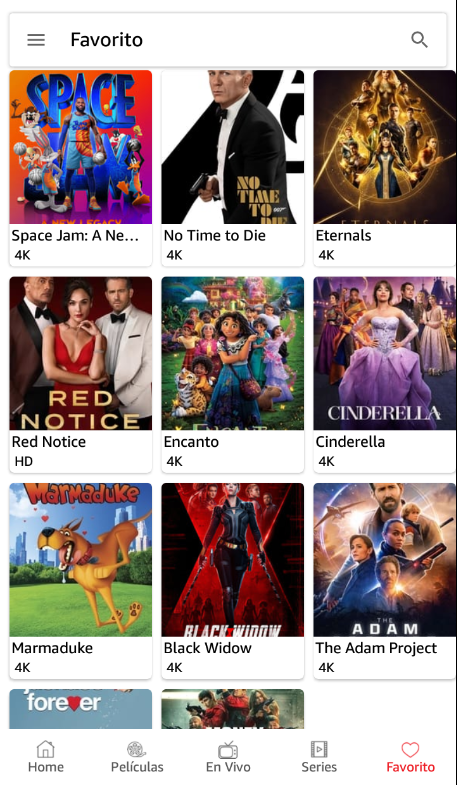 Favorito
SPACE
JAM
A NEW LEGACY
NO
TIME
TO
DIE
007
ETERNALS
Space Jam: A Ne...
No Time to Die
Eternals
4K
4K
4K
RED
NOTICE
ENCANTO
CINDERELLA
Red Notice
Encanto
Cinderella
HD
4K
4K
MARMADUKE
BLACK WIDOW
THE
ADAM
Marmaduke
Black Widow
The Adam Project
4K
4K
4K
forever
Home
Películas
En Vivo
Series
Favorito